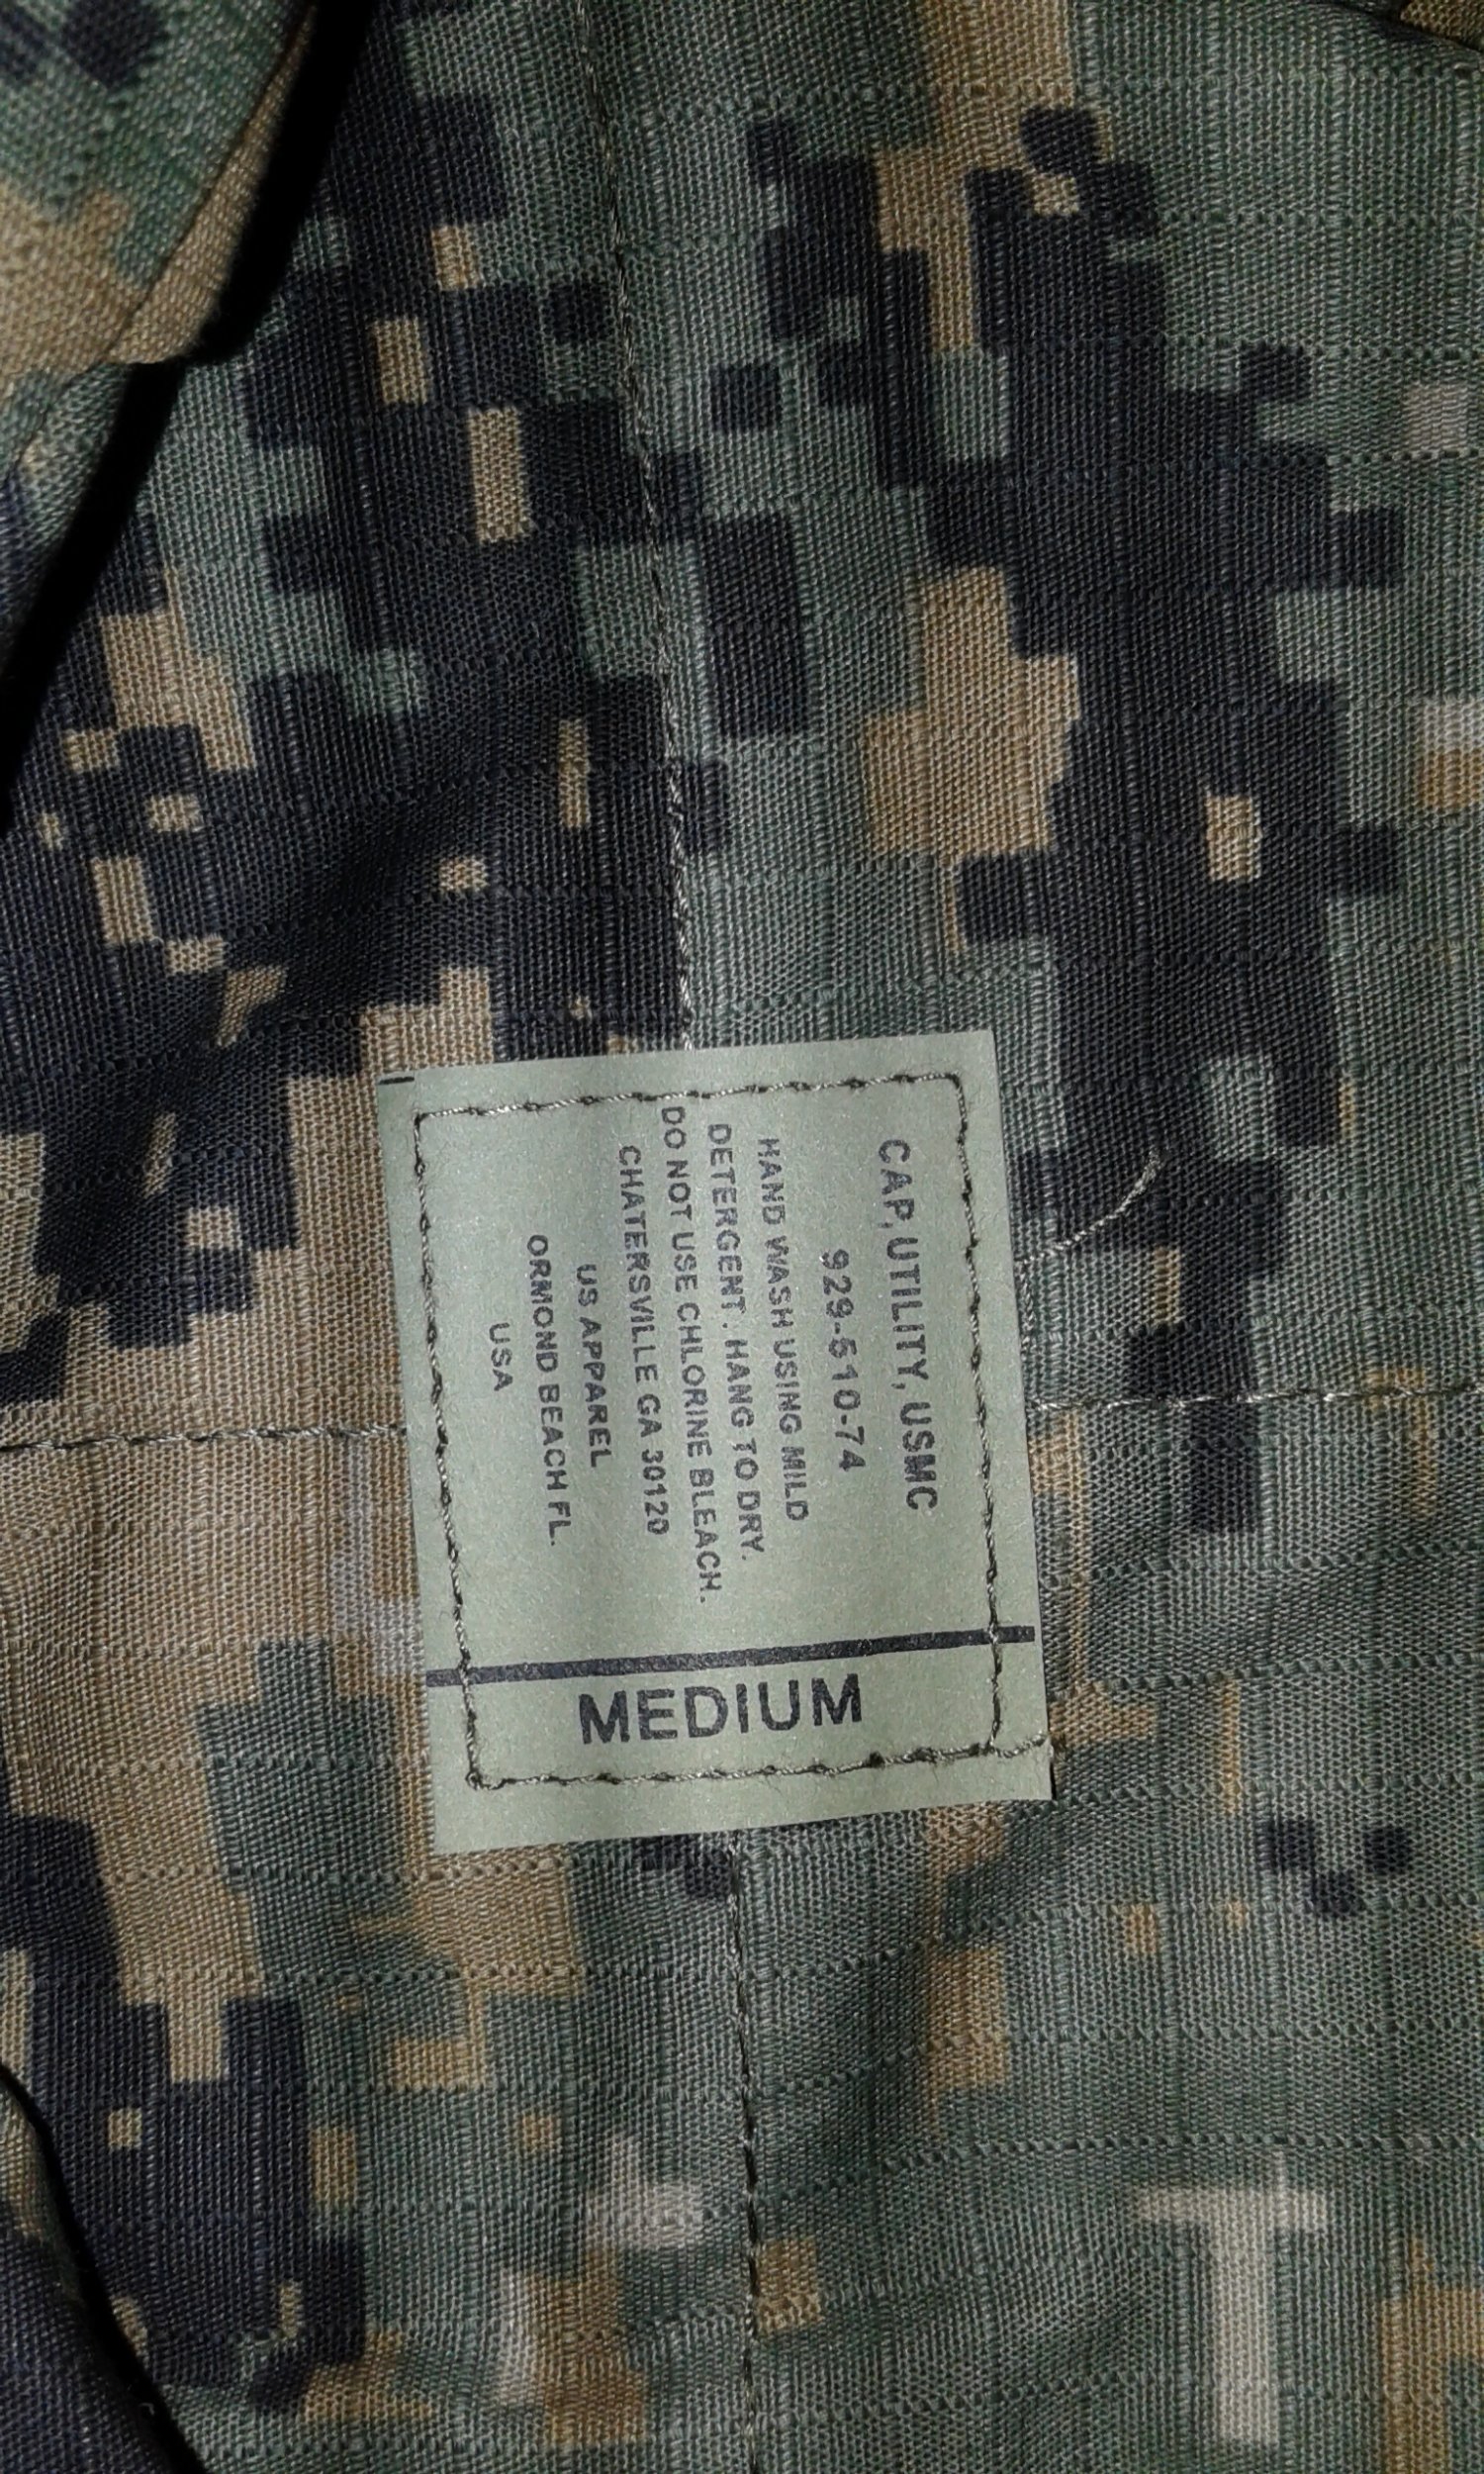 CAP, UTILITY, USMC
929-510-74
HAND WASH USING MILD
DETERGENT . HANG TO DRY.
DO NOT USE CHLORINE BLEACH.
CHATERSVILLE GA 30120
US APPAREL
ORMOND BEACH FL.
USA
MEDIUM